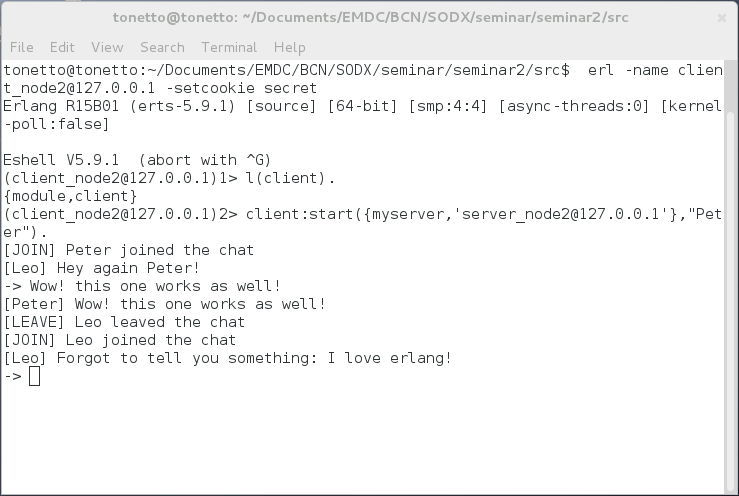 tonetto@tonetto: ~/Documents/EMDC/BCN/SODX/seminar/seminar2/src
File Edit View Search Terminal Help
tonetto@tonetto:~/Documents/EMDC/BCN/SODX/seminar/seminar2/src$  erl -name clien
t_node2@127.0.0.1 -setcookie secret
Erlang R15B01 (erts-5.9.1) [source] [64-bit] [smp:4:4] [async-threads:0] [kernel
-poll:false]
Eshell V5.9.1  (abort with ^G)
(client_node2@127.0.0.1)1> l(client).
{module,client}
(client_node2@127.0.0.1)2> client:start({myserver,'server_node2@127.0.0.1'},"Pet
er").
[JOIN] Peter joined the chat
[Leo] Hey again Peter!
-> Wow! this one works as well!
[Peter] Wow! this one works as well!
[LEAVE] Leo left the chat
[JOIN] Leo joined the chat
[Leo] Forgot to tell you something: I love erlang!
->